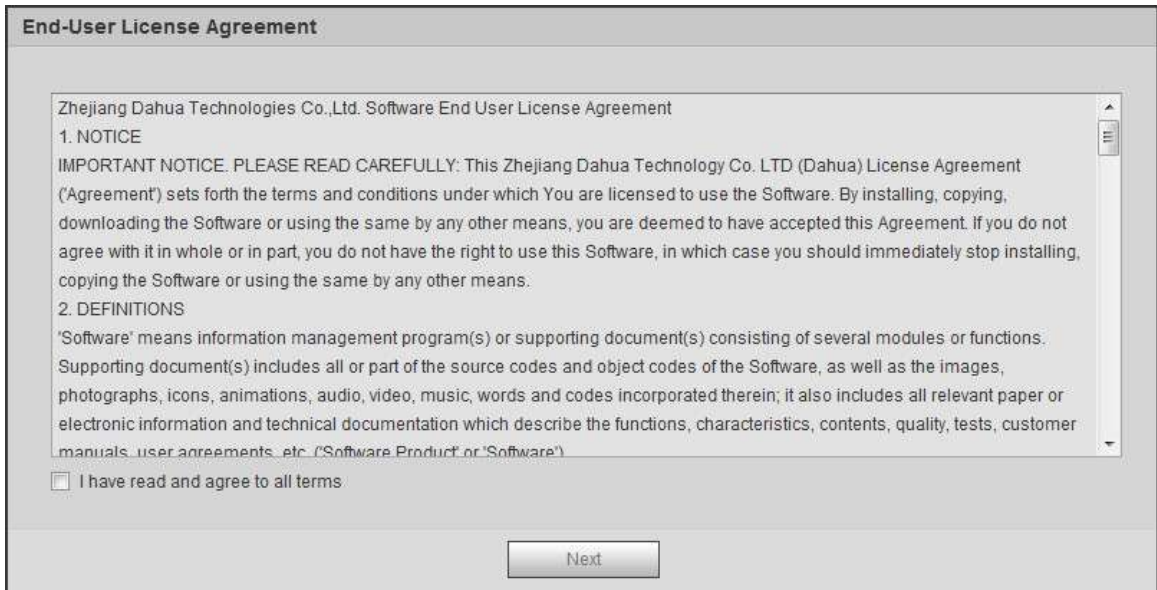 End-User License Agreement
Zhejiang Dahua Technologies Co.,Ltd. Software End User License Agreement
1. NOTICE
IMPORTANT NOTICE. PLEASE READ CAREFULLY: This Zhejiang Dahua Technology Co. LTD (Dahua) License Agreement
('Agreement') sets forth the terms and conditions under which You are licensed to use the Software. By installing, copying,
downloading the Software or using the same by any other means, you are deemed to have accepted this Agreement. If you do not
agree with it in whole or in part, you do not have the right to use this Software, in which case you should immediately stop installing,
copying the Software or using the same by any other means.
2. DEFINITIONS
'Software' means information management program(s) or supporting document(s) consisting of several modules or functions.
Supporting document(s) includes all or part of the source codes and object codes of the Software, as well as the images,
photographs, icons, animations, audio, video, music, words and codes incorporated therein; it also includes all relevant paper or
electronic information and technical documentation which describe the functions, characteristics, contents, quality, tests, customer
manuals, user agreements, etc. ('Software Product' or 'Software')
I have read and agree to all terms
Next